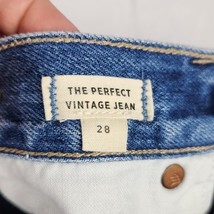 THE PERFECT
VINTAGE JEAN
28